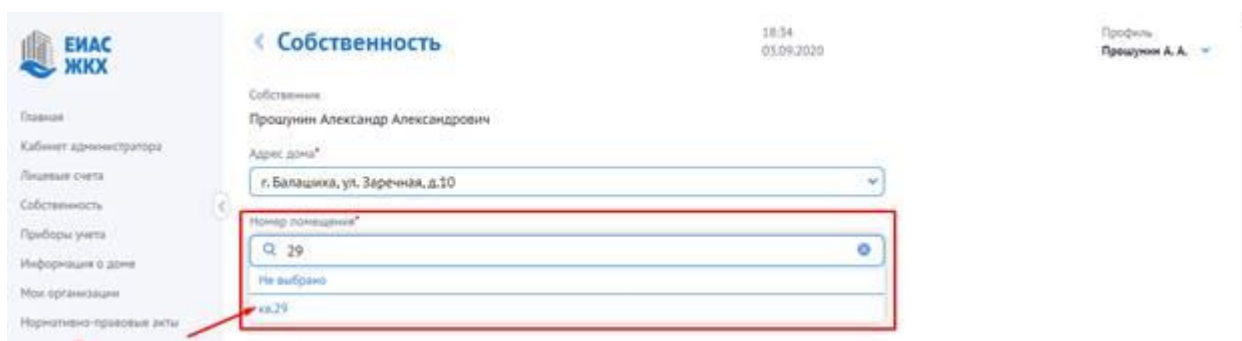 ЕИАС
ЖКХ
Собственность
18:34
03.09.2020
Профиль
Прошунин А. А.
Собственник
Прошунин Александр Александрович
Адрес дома*
г. Балашиха, ул. Заречная, д.10
Номер помещения*
29
Не выбрано
кв.29
Главная
Кабинет администратора
Лицевые счета
Собственность
Приборы учета
Информация о доме
Мои организации
Нормативно-правовые акты